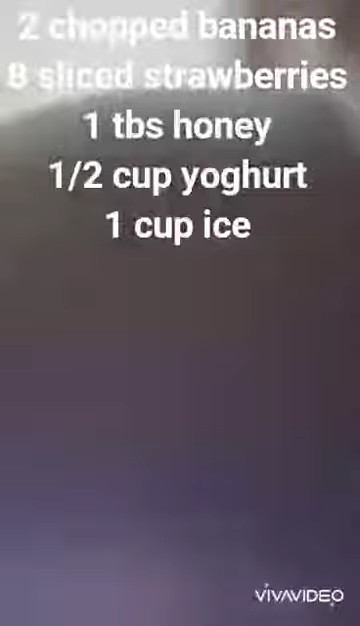 2 chopped bananas
8 sliced strawberries
1 tbs honey
1/2 cup yoghurt
1 cup ice
VIVAVIDEO